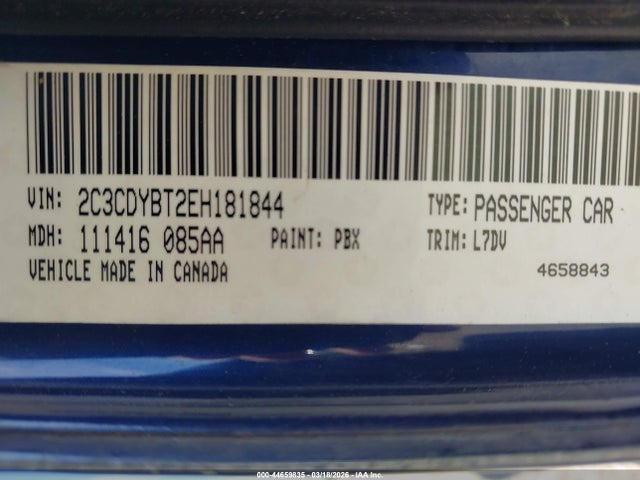 VIN: 2C3CDYBT2EH181844 TYPE: PASSENGER CAR
MDH: 111416 085AA PAINT: PBX TRIM: L7DV
VEHICLE MADE IN CANADA 4658843
000-44659835 - 03/18/2026 - IAA Inc.